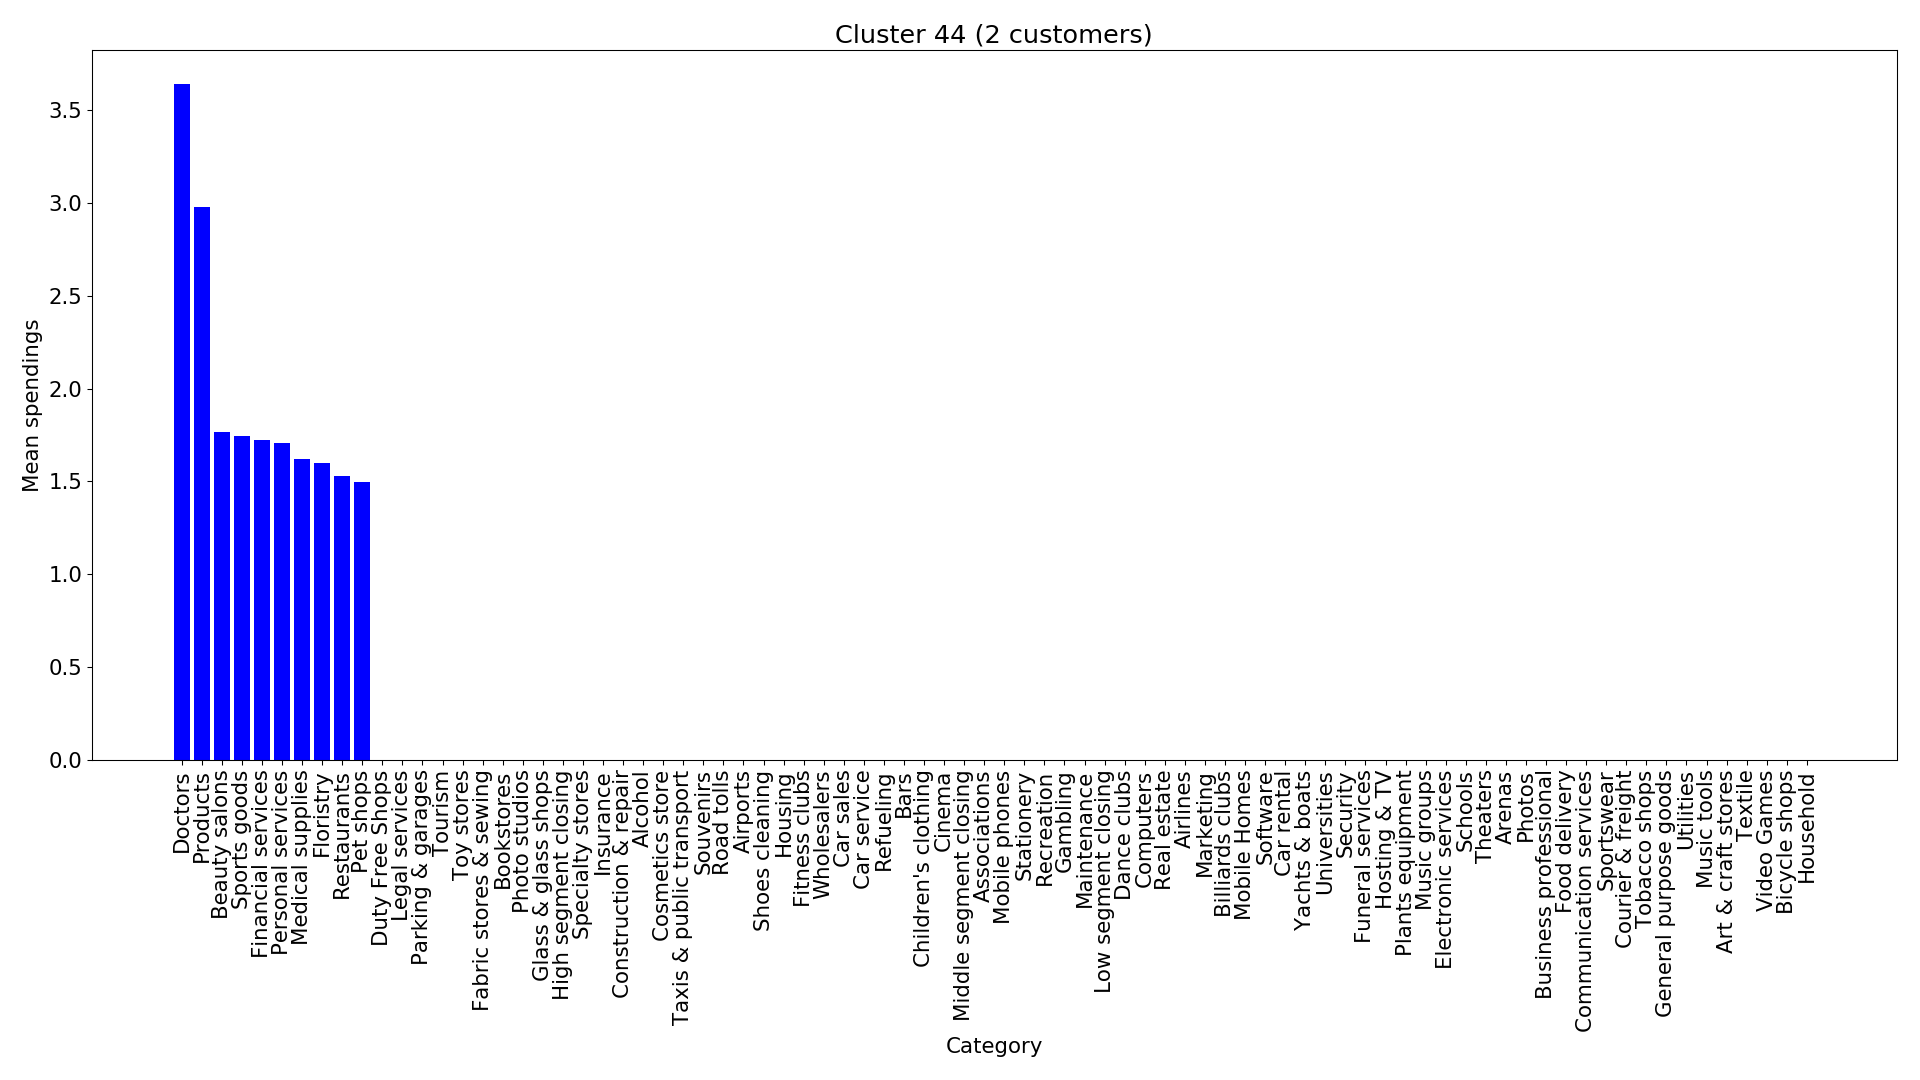 Cluster 44 (2 customers)
Mean spendings
3.5
3.0
2.5
2.0
1.5
1.0
0.5
0.0
Doctors
Products
Beauty salons
Sports goods
Financial services
Personal services
Medical supplies
Floristry
Restaurants
Pet shops
Duty Free Shops
Legal services
Parking & garages
Tourism
Toy stores
Fabric stores & sewing
Bookstores
Photo studios
Glass & glass shops
High segment closing
Specialty stores
Insurance
Construction & repair
Alcohol
Cosmetics store
Taxis & public transport
Souvenirs
Road tolls
Airports
Shoes cleaning
Housing
Fitness clubs
Wholesalers
Car sales
Car service
Refueling
Bars
Children's clothing
Cinema
Middle segment closing
Associations
Mobile phones
Stationery
Recreation
Gambling
Maintenance
Low segment closing
Dance clubs
Computers
Real estate
Airlines
Marketing
Billiards clubs
Mobile Homes
Software
Car rental
Yachts & boats
Universities
Security
Funeral services
Hosting & TV
Plants equipment
Music groups
Electronic services
Schools
Theaters
Arenas
Photos
Business professional
Food delivery
Communication services
Sportswear
Courier & freight
Tobacco shops
General purpose goods
Utilities
Music tools
Art & craft stores
Textile
Video Games
Bicycle shops
Household
Category